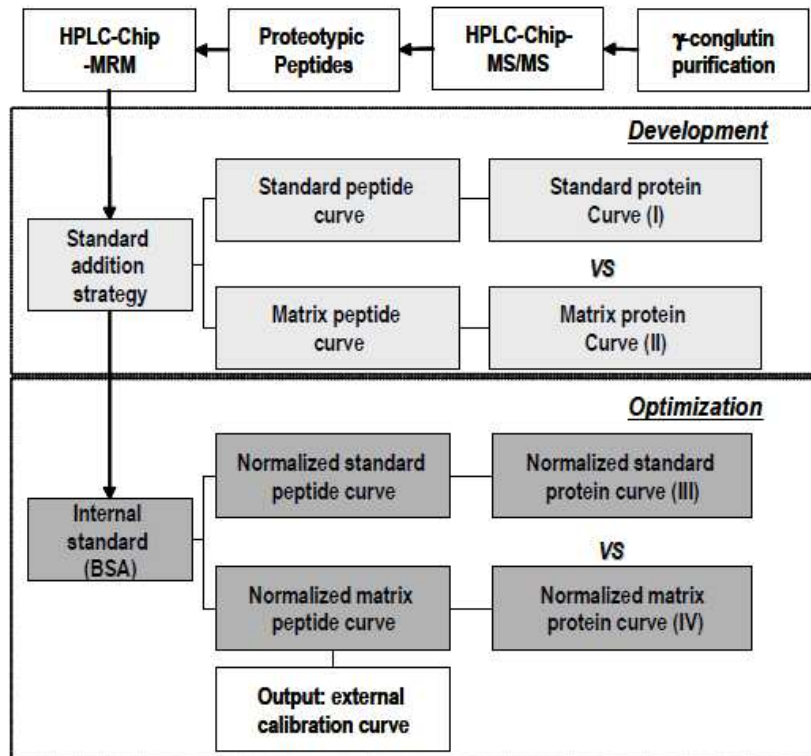 HPLC-Chip
-MRM
Proteotypic
Peptides
HPLC-Chip-
MS/MS
γ-conglutin
purification
Development
Standard peptide
curve
Standard protein
Curve (I)
Standard
addition
strategy
VS
Matrix peptide
curve
Matrix protein
Curve (II)
Optimization
Normalized standard
peptide curve
Normalized standard
protein curve (III)
Internal
standard
(BSA)
VS
Normalized matrix
peptide curve
Normalized matrix
protein curve (IV)
Output: external
calibration curve